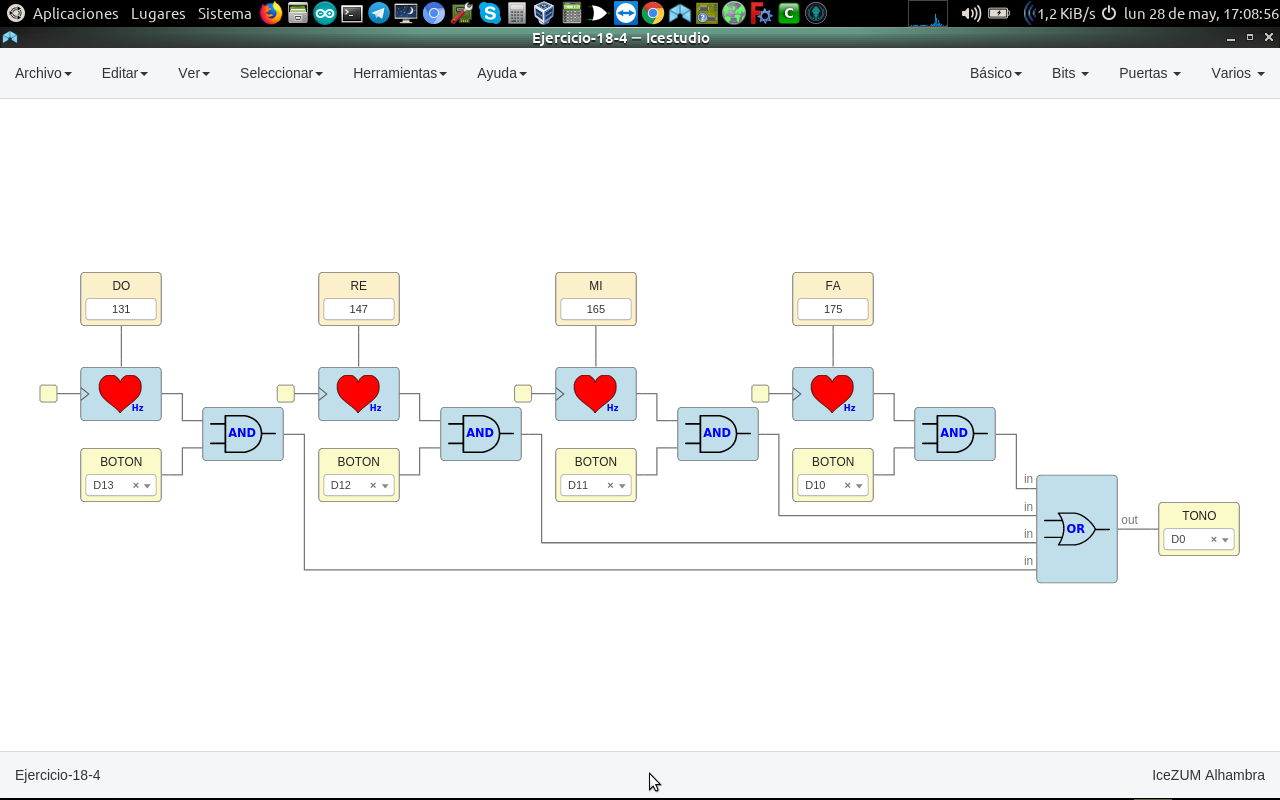 Aplicaciones Lugares Sistema 1,2 KiB/s lun 28 de may, 17:08:56
Ejercicio-18-4 — Icestudio
Archivo Editar Ver Seleccionar Herramientas Ayuda Básico Bits Puertas Varios
DO RE MI FA
131 147 165 175
Hz Hz Hz Hz
AND AND AND AND
BOTON BOTON BOTON BOTON
D13 D12 D11 D10
in
in
in
in
OR
out
TONO
D0
Ejercicio-18-4 IceZUM Alhambra